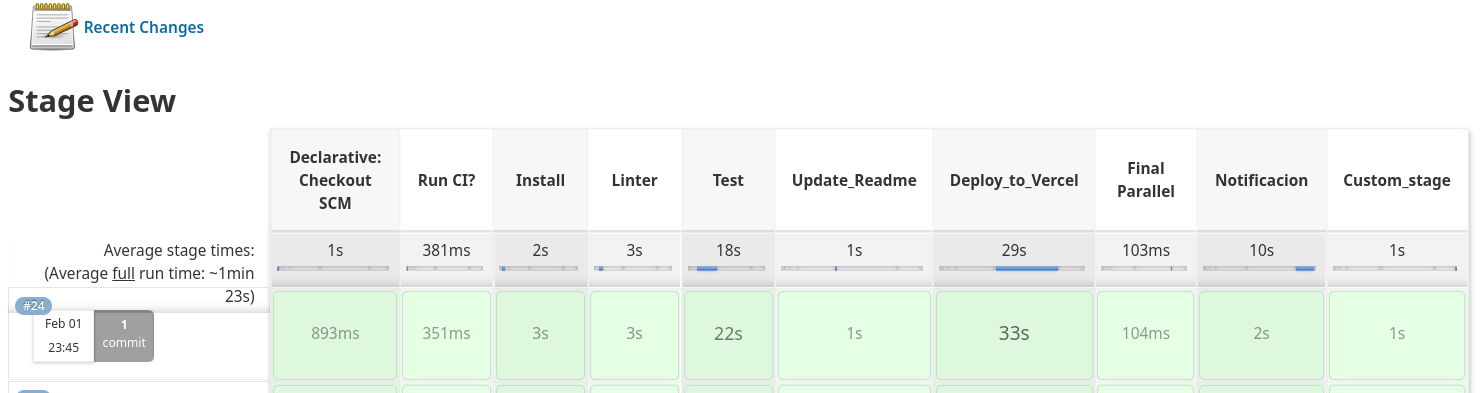 Recent Changes
Stage View
Declarative:
Checkout
SCM
Run CI?
Install
Linter
Test
Update_Readme
Deploy_to_Vercel
Final
Parallel
Notificacion
Custom_stage
Average stage times:
(Average full run time: ~1min
23s)
1s
381ms
2s
3s
18s
1s
29s
103ms
10s
1s
#24
Feb 01
23:45
1
commit
893ms
351ms
3s
3s
22s
1s
33s
104ms
2s
1s